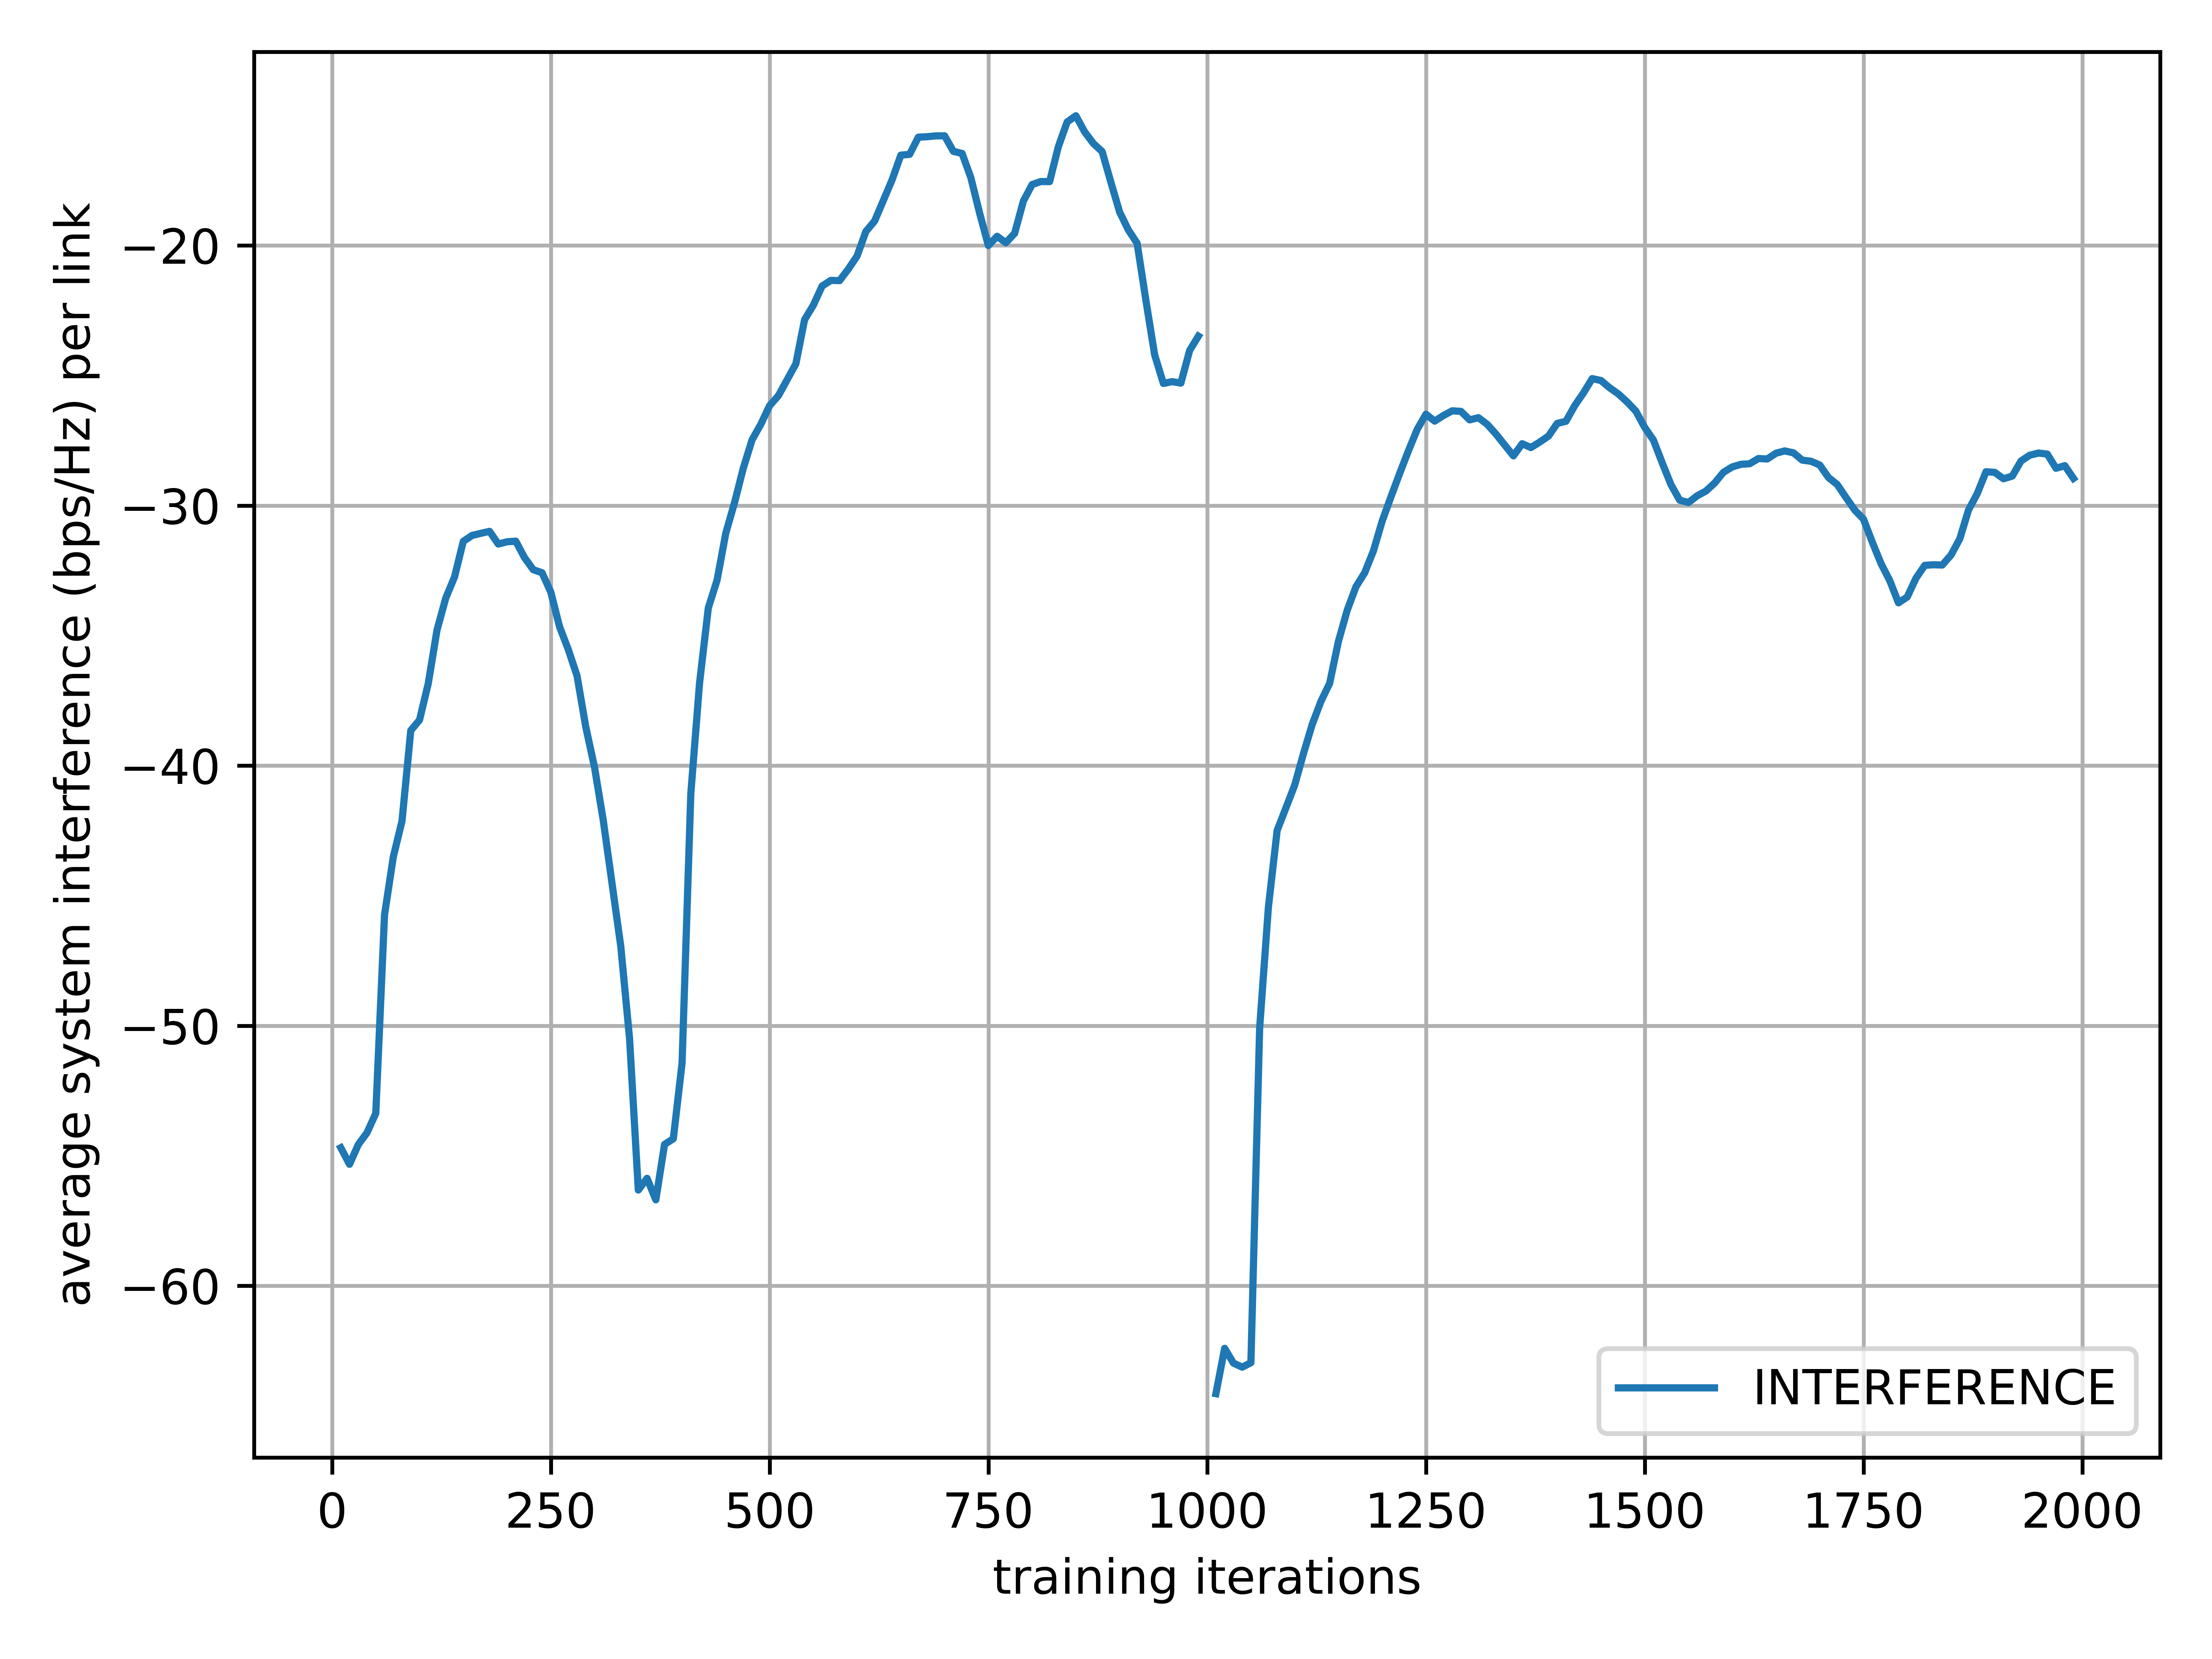 average system interference (bps/Hz) per link
−20
−30
−40
−50
−60
INTERFERENCE
0 250 500 750 1000 1250 1500 1750 2000
training iterations